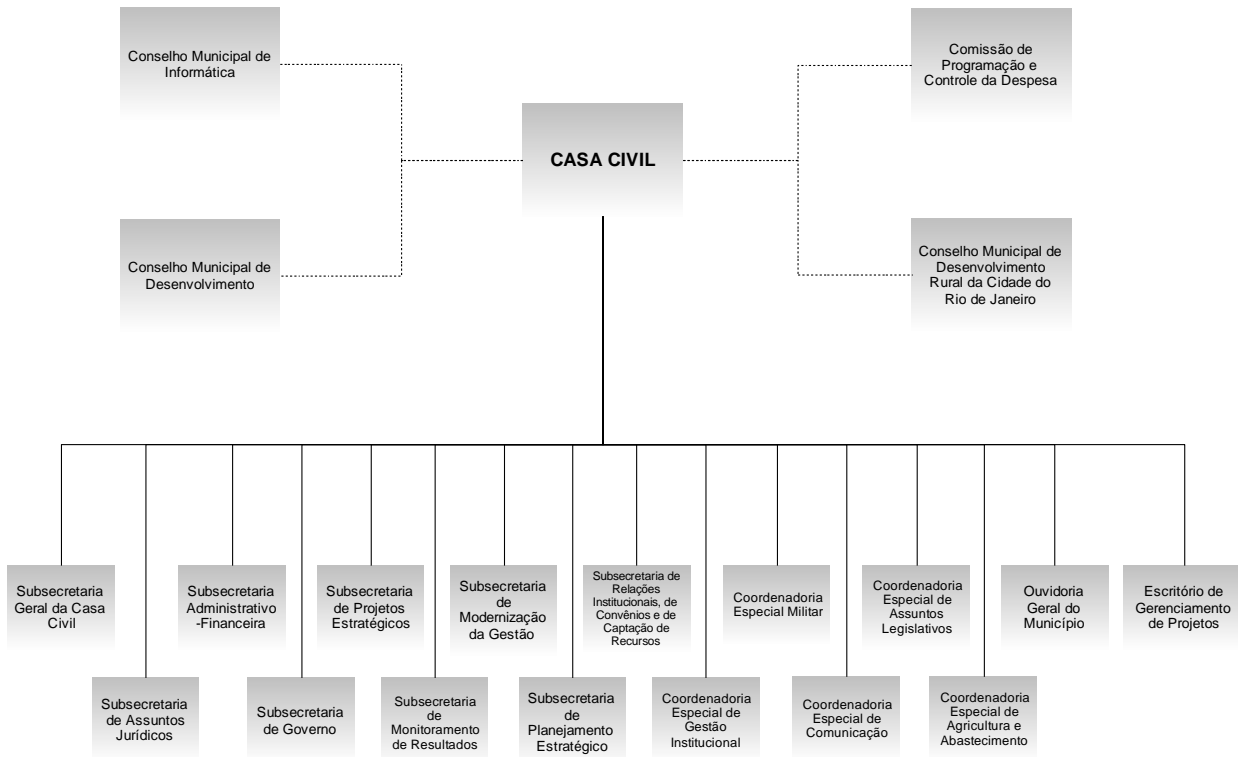 Conselho Municipal de
Informática
Comissão de
Programação e
Controle da Despesa
CASA CIVIL
Conselho Municipal de
Desenvolvimento
Conselho Municipal de
Desenvolvimento
Rural da Cidade do
Rio de Janeiro
Subsecretaria
Geral da Casa
Civil
Subsecretaria
Administrativo
-Financeira
Subsecretaria
de Projetos
Estratégicos
Subsecretaria
de
Modernização
da Gestão
Subsecretaria de
Relações
Institucionais, de
Convênios e de
Captação de
Recursos
Coordenadoria
Especial Militar
Coordenadoria
Especial de
Assuntos
Legislativos
Ouvidoria
Geral do
Município
Escritório de
Gerenciamento
de Projetos
Subsecretaria
de Assuntos
Jurídicos
Subsecretaria
de Governo
Subsecretaria
de
Monitoramento
de Resultados
Subsecretaria
de
Planejamento
Estratégico
Coordenadoria
Especial de
Gestão
Institucional
Coordenadoria
Especial de
Comunicação
Coordenadoria
Especial de
Agricultura e
Abastecimento